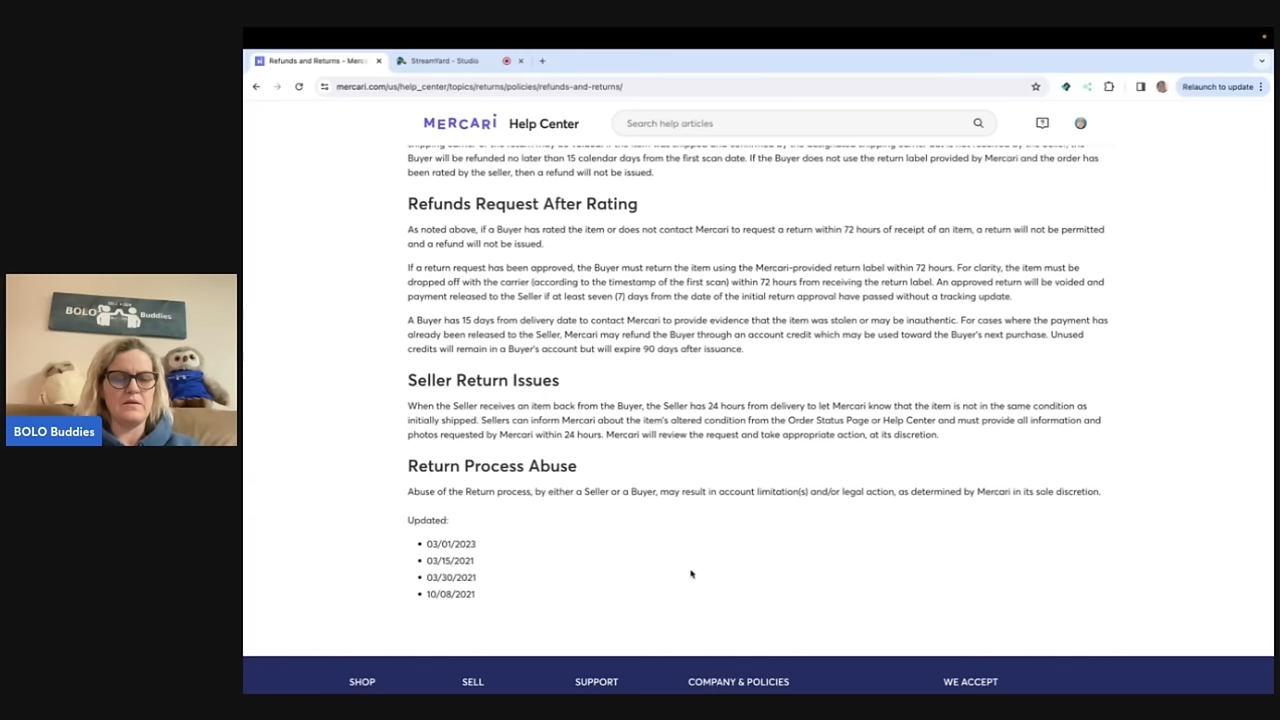 Refunds and Returns - Merc
StreamYard - Studio
mercari.com/us/help_center/topics/returns/policies/refunds-and-returns/
Relaunch to update
MERCARI Help Center
Search help articles
Buyer will be refunded no later than 15 calendar days from the first scan date. If the Buyer does not use the return label provided by Mercari and the order has
been rated by the seller, then a refund will not be issued.
Refunds Request After Rating
As noted above, if a Buyer has rated the item or does not contact Mercari to request a return within 72 hours of receipt of an item, a return will not be permitted
and a refund will not be issued.
If a return request has been approved, the Buyer must return the item using the Mercari-provided return label within 72 hours. For clarity, the item must be
dropped off with the carrier (according to the timestamp of the first scan) within 72 hours from receiving the return label. An approved return will be voided and
payment released to the Seller if at least seven (7) days from the date of the initial return approval have passed without a tracking update.
A Buyer has 15 days from delivery date to contact Mercari to provide evidence that the item was stolen or may be inauthentic. For cases where the payment has
already been released to the Seller, Mercari may refund the Buyer through an account credit which may be used toward the Buyer's next purchase. Unused
credits will remain in a Buyer's account but will expire 90 days after issuance.
Seller Return Issues
When the Seller receives an item back from the Buyer, the Seller has 24 hours from delivery to let Mercari know that the item is not in the same condition as
initially shipped. Sellers can inform Mercari about the item's altered condition from the Order Status Page or Help Center and must provide all information and
photos requested by Mercari within 24 hours. Mercari will review the request and take appropriate action, at its discretion.
Return Process Abuse
Abuse of the Return process, by either a Seller or a Buyer, may result in account limitation(s) and/or legal action, as determined by Mercari in its sole discretion.
Updated:
• 03/01/2023
• 03/15/2021
• 03/30/2021
• 10/08/2021
SHOP
SELL
SUPPORT
COMPANY & POLICIES
WE ACCEPT
BOLO Buddies
BOLO Buddies